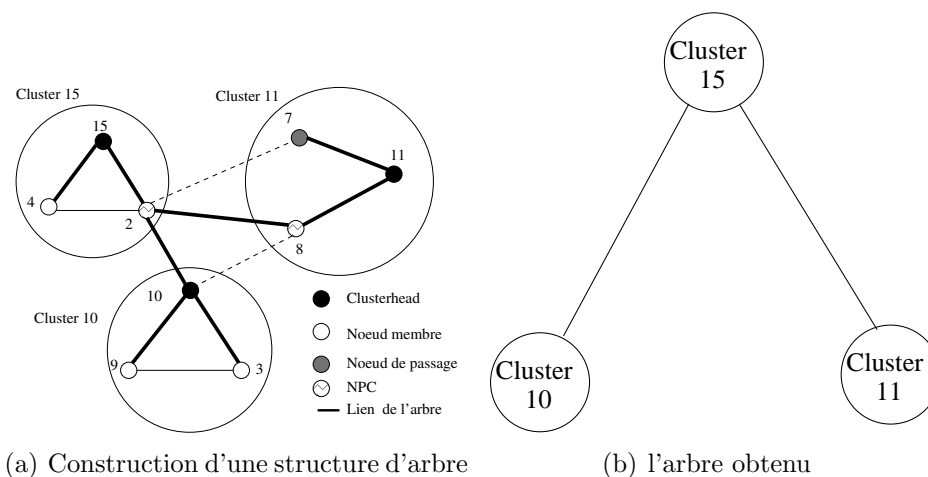 Cluster 15
15
4
2
Cluster 11
7
11
8
Cluster 10
10
9
3
Clusterhead
Noeud membre
Noeud de passage
NPC
Lien de l'arbre
(a) Construction d'une structure d'arbre
Cluster
15
Cluster
10
Cluster
11
(b) l'arbre obtenu